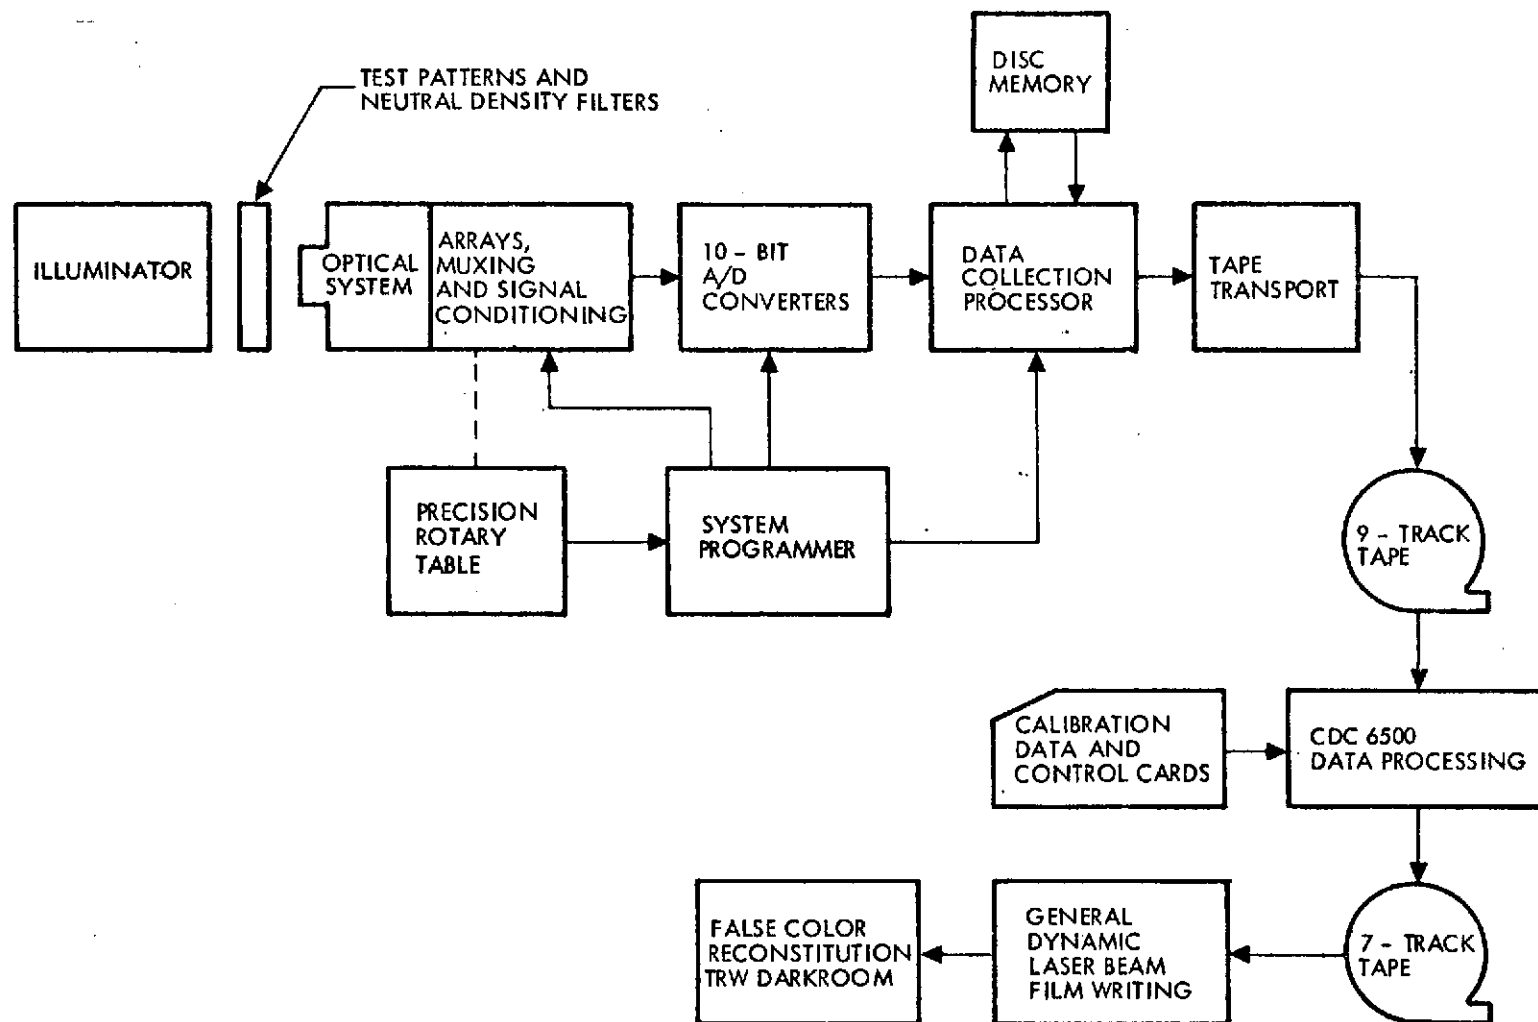 DISC
MEMORY
TEST PATTERNS AND
NEUTRAL DENSITY FILTERS
ILLUMINATOR
OPTICAL
SYSTEM
ARRAYS,
MUXING
AND SIGNAL
CONDITIONING
10 - BIT
A/D
CONVERTERS
DATA
COLLECTION
PROCESSOR
TAPE
TRANSPORT
PRECISION
ROTARY
TABLE
SYSTEM
PROGRAMMER
9 - TRACK
TAPE
CALIBRATION
DATA AND
CONTROL CARDS
CDC 6500
DATA PROCESSING
FALSE COLOR
RECONSTITUTION
TRW DARKROOM
GENERAL
DYNAMIC
LASER BEAM
FILM WRITING
7 - TRACK
TAPE